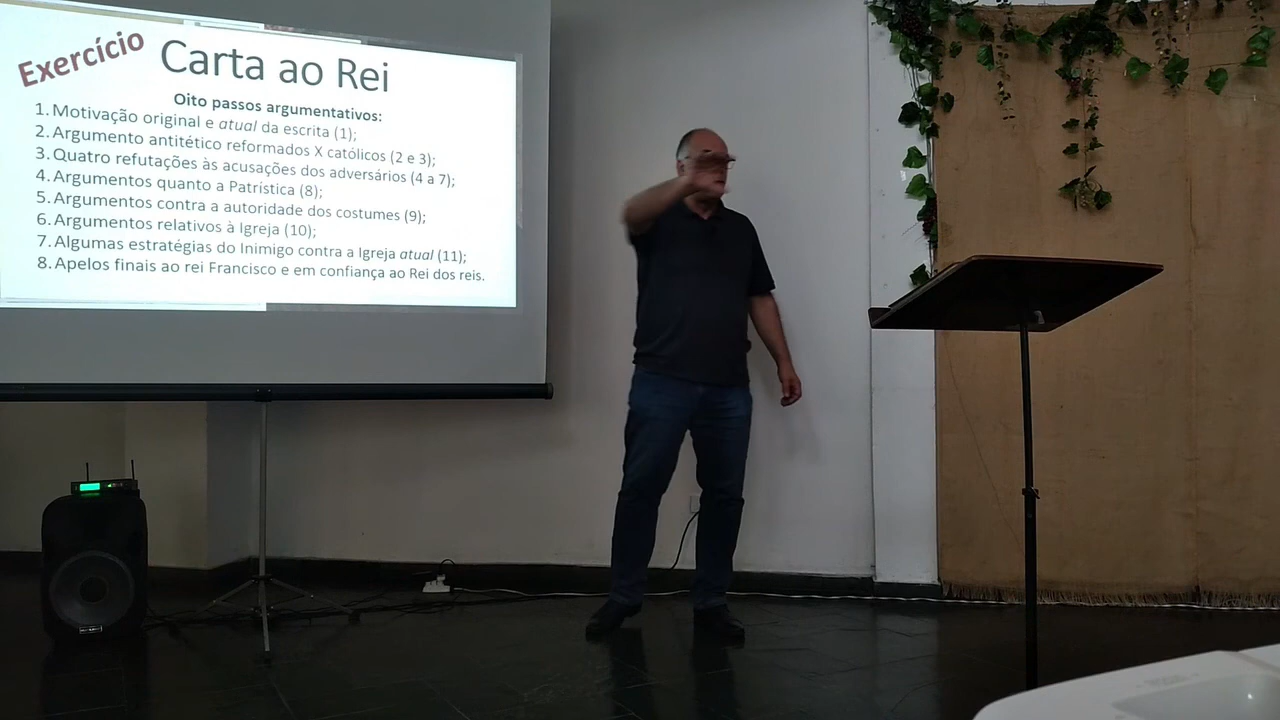 Exercício
Carta ao Rei
Oito passos argumentativos:
1. Motivação original e atual da escrita (1);
2. Argumento antitético reformados X católicos (2 e 3);
3. Quatro refutações às acusações dos adversários (4 a 7);
4. Argumentos quanto a Patrística (8);
5. Argumentos contra a autoridade dos costumes (9);
6. Argumentos relativos à Igreja (10);
7. Algumas estratégias do Inimigo contra a Igreja atual (11);
8. Apelos finais ao rei Francisco e em confiança ao Rei dos reis.